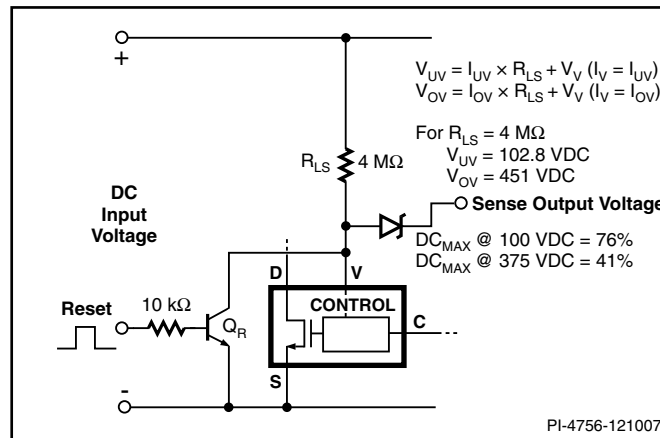 +
V_UV = I_UV × R_LS + V_V (I_V = I_UV)
V_OV = I_OV × R_LS + V_V (I_V = I_OV)
For R_LS = 4 MΩ
V_UV = 102.8 VDC
V_OV = 451 VDC
R_LS 4 MΩ
DC
Input
Voltage
Sense Output Voltage
DC_MAX @ 100 VDC = 76%
DC_MAX @ 375 VDC = 41%
D V
CONTROL
C
Reset
10 kΩ
Q_R
S
-
PI-4756-121007